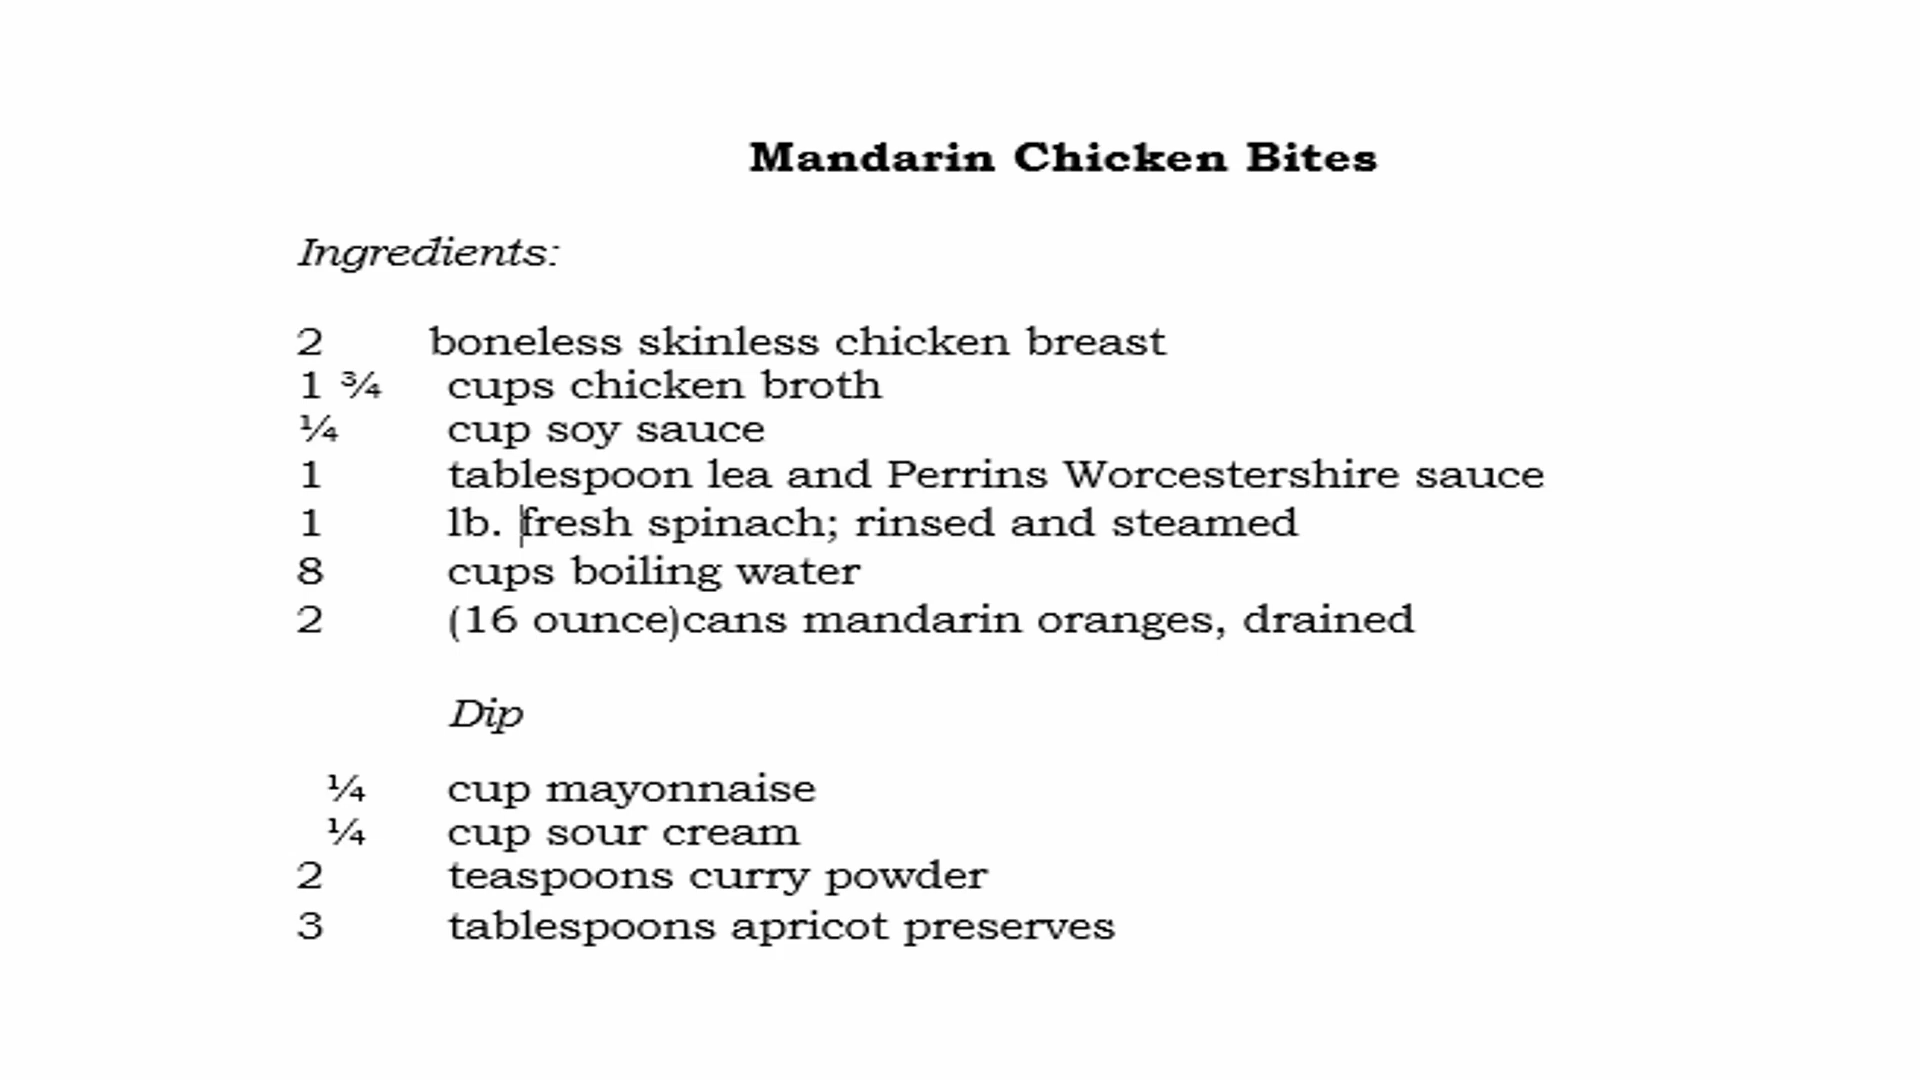 Mandarin Chicken Bites
Ingredients:
2 boneless skinless chicken breast
1 ¾ cups chicken broth
¼ cup soy sauce
1 tablespoon lea and Perrins Worcestershire sauce
1 lb. fresh spinach; rinsed and steamed
8 cups boiling water
2 (16 ounce)cans mandarin oranges, drained
Dip
¼ cup mayonnaise
¼ cup sour cream
2 teaspoons curry powder
3 tablespoons apricot preserves